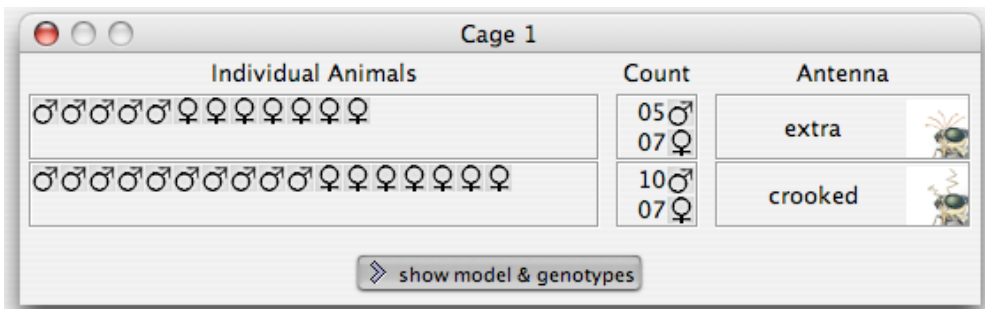 Cage 1
Individual Animals Count Antenna
♂♂♂♂♂♀♀♀♀♀♀♀ 05♂ extra
07♀
♂♂♂♂♂♂♂♂♂♂♀♀♀♀♀♀♀ 10♂ crooked
07♀
show model & genotypes